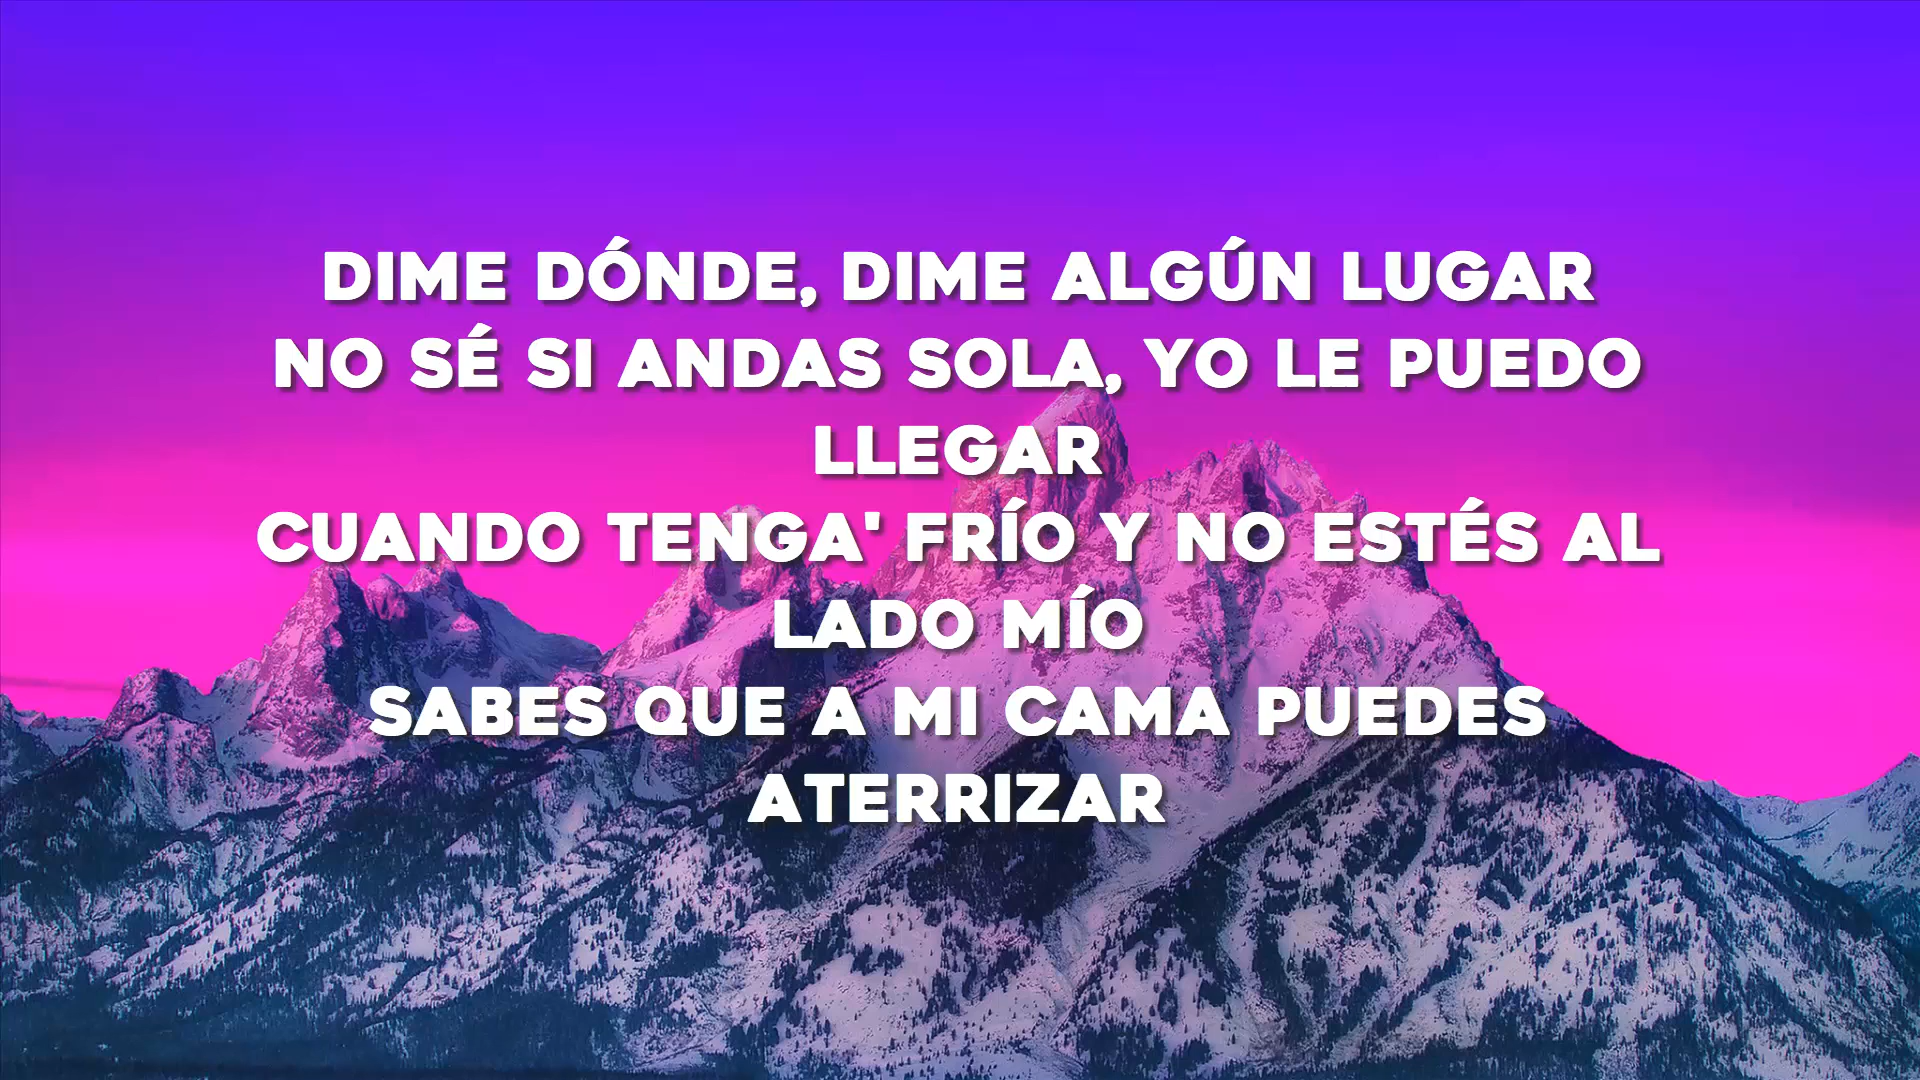 DIME DÓNDE, DIME ALGÚN LUGAR
NO SÉ SI ANDAS SOLA, YO LE PUEDO
LLEGAR
CUANDO TENGA' FRÍO Y NO ESTÉS AL
LADO MÍO
SABES QUE A MI CAMA PUEDES
ATERRIZAR